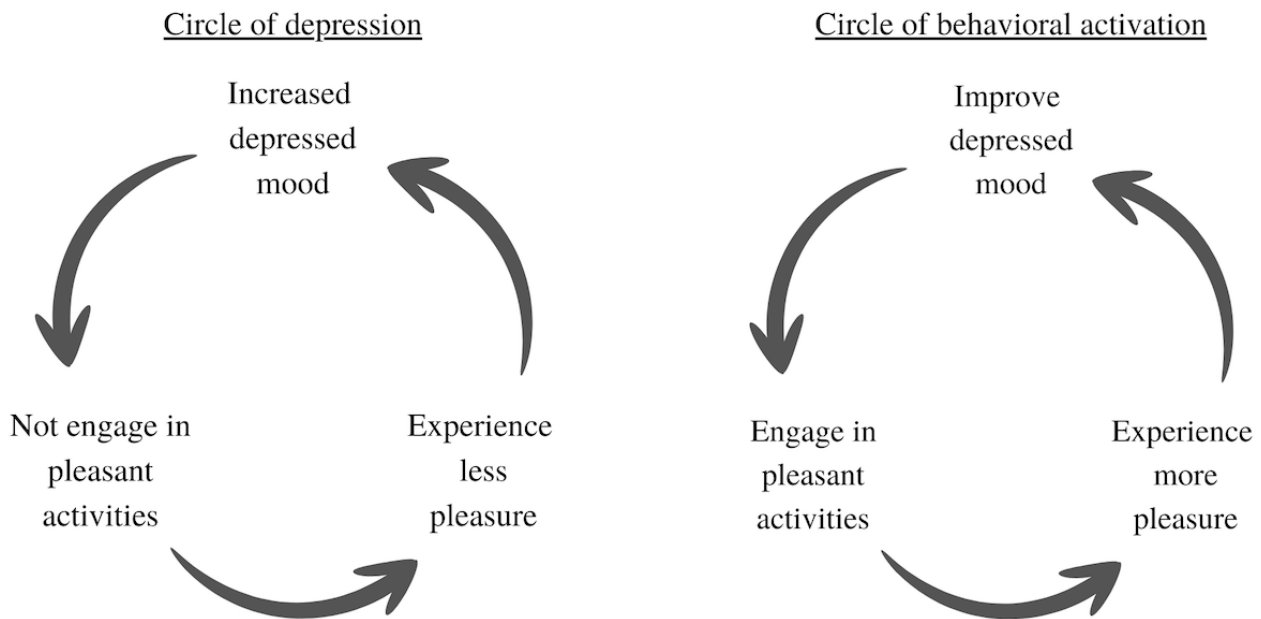 Circle of depression
Increased
depressed
mood
Not engage in
pleasant
activities
Experience
less
pleasure
Circle of behavioral activation
Improve
depressed
mood
Engage in
pleasant
activities
Experience
more
pleasure